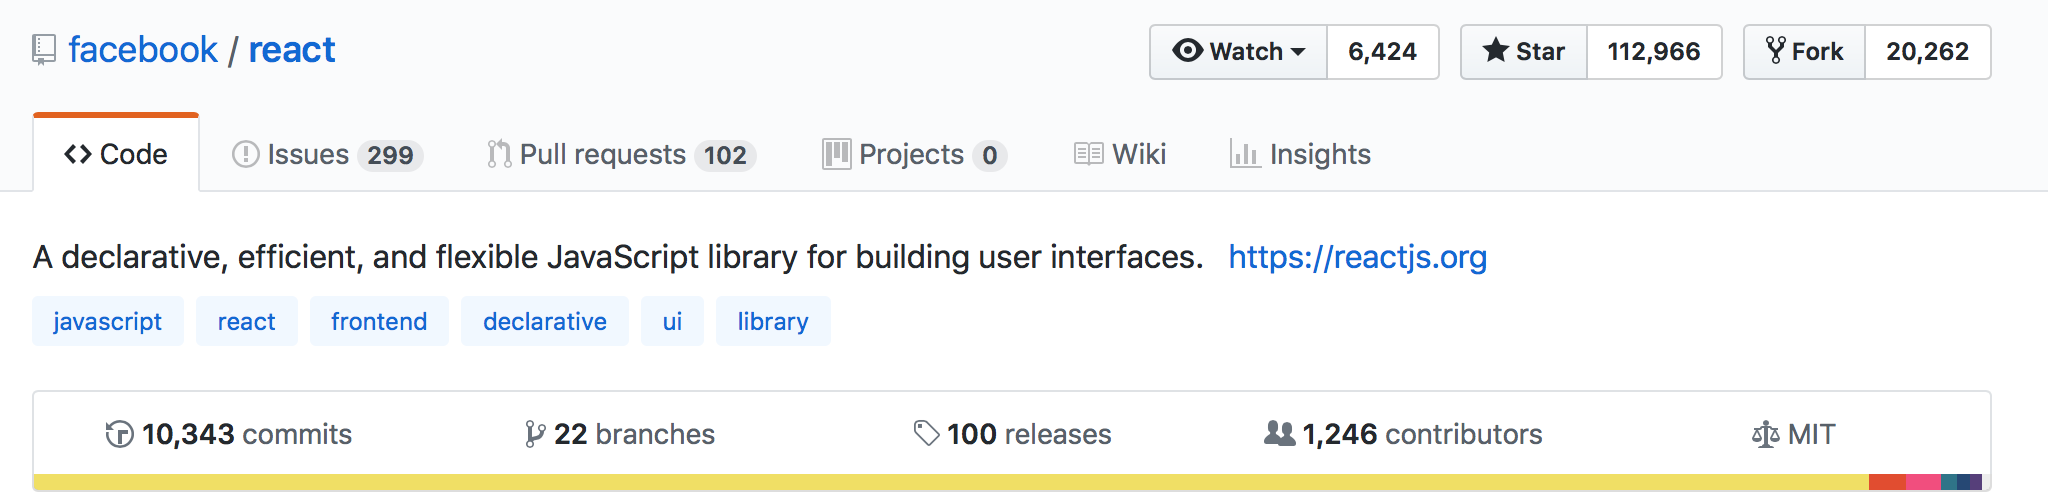 facebook / react Watch 6,424 Star 112,966 Fork 20,262
Code Issues 299 Pull requests 102 Projects 0 Wiki Insights
A declarative, efficient, and flexible JavaScript library for building user interfaces. https://reactjs.org
javascript react frontend declarative ui library
10,343 commits 22 branches 100 releases 1,246 contributors MIT